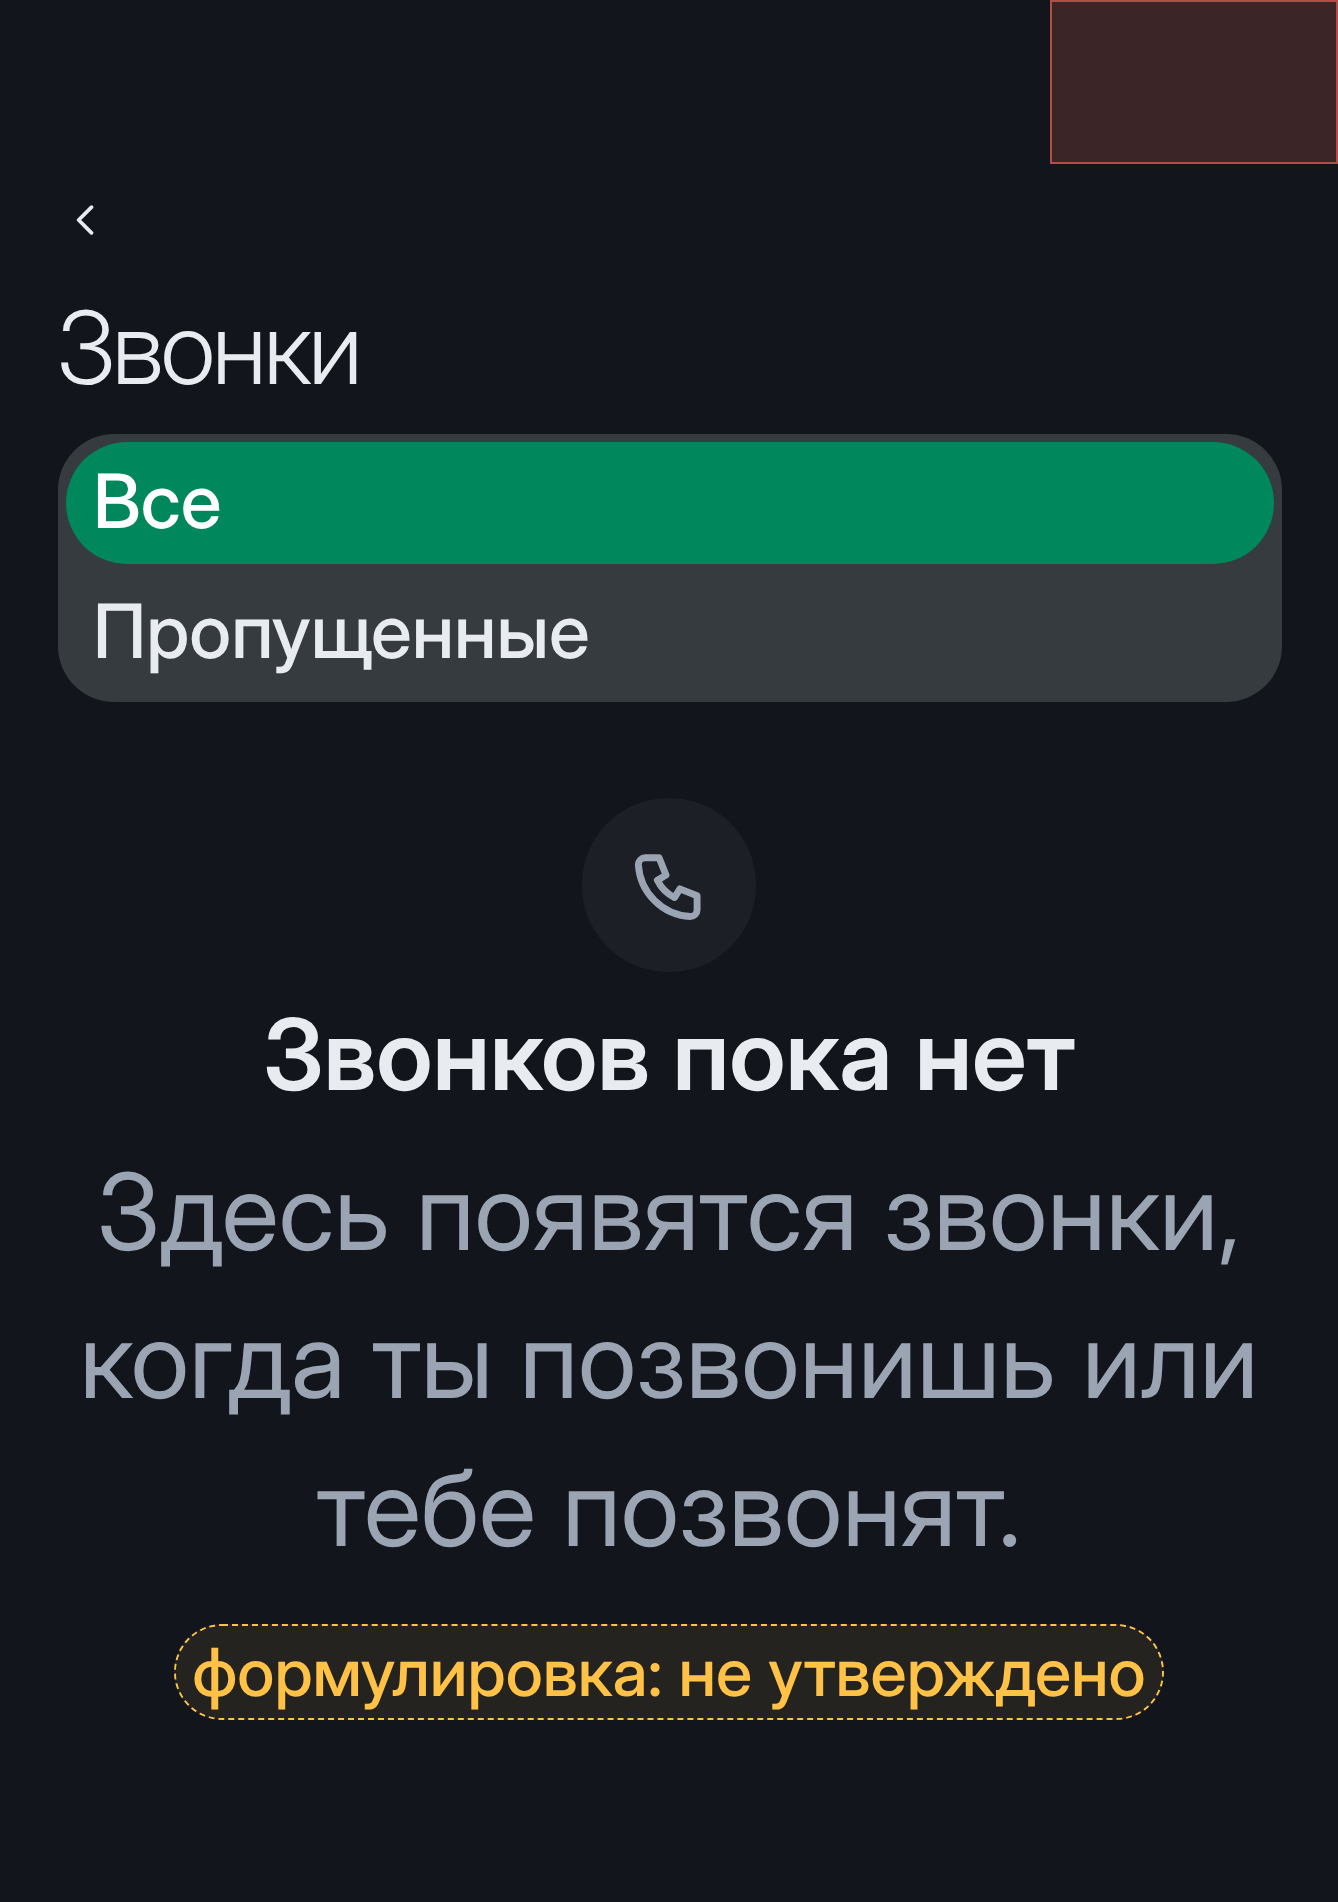 Звонки
Все
Пропущенные
Звонков пока нет
Здесь появятся звонки,
когда ты позвонишь или
тебе позвонят.
формулировка: не утверждено